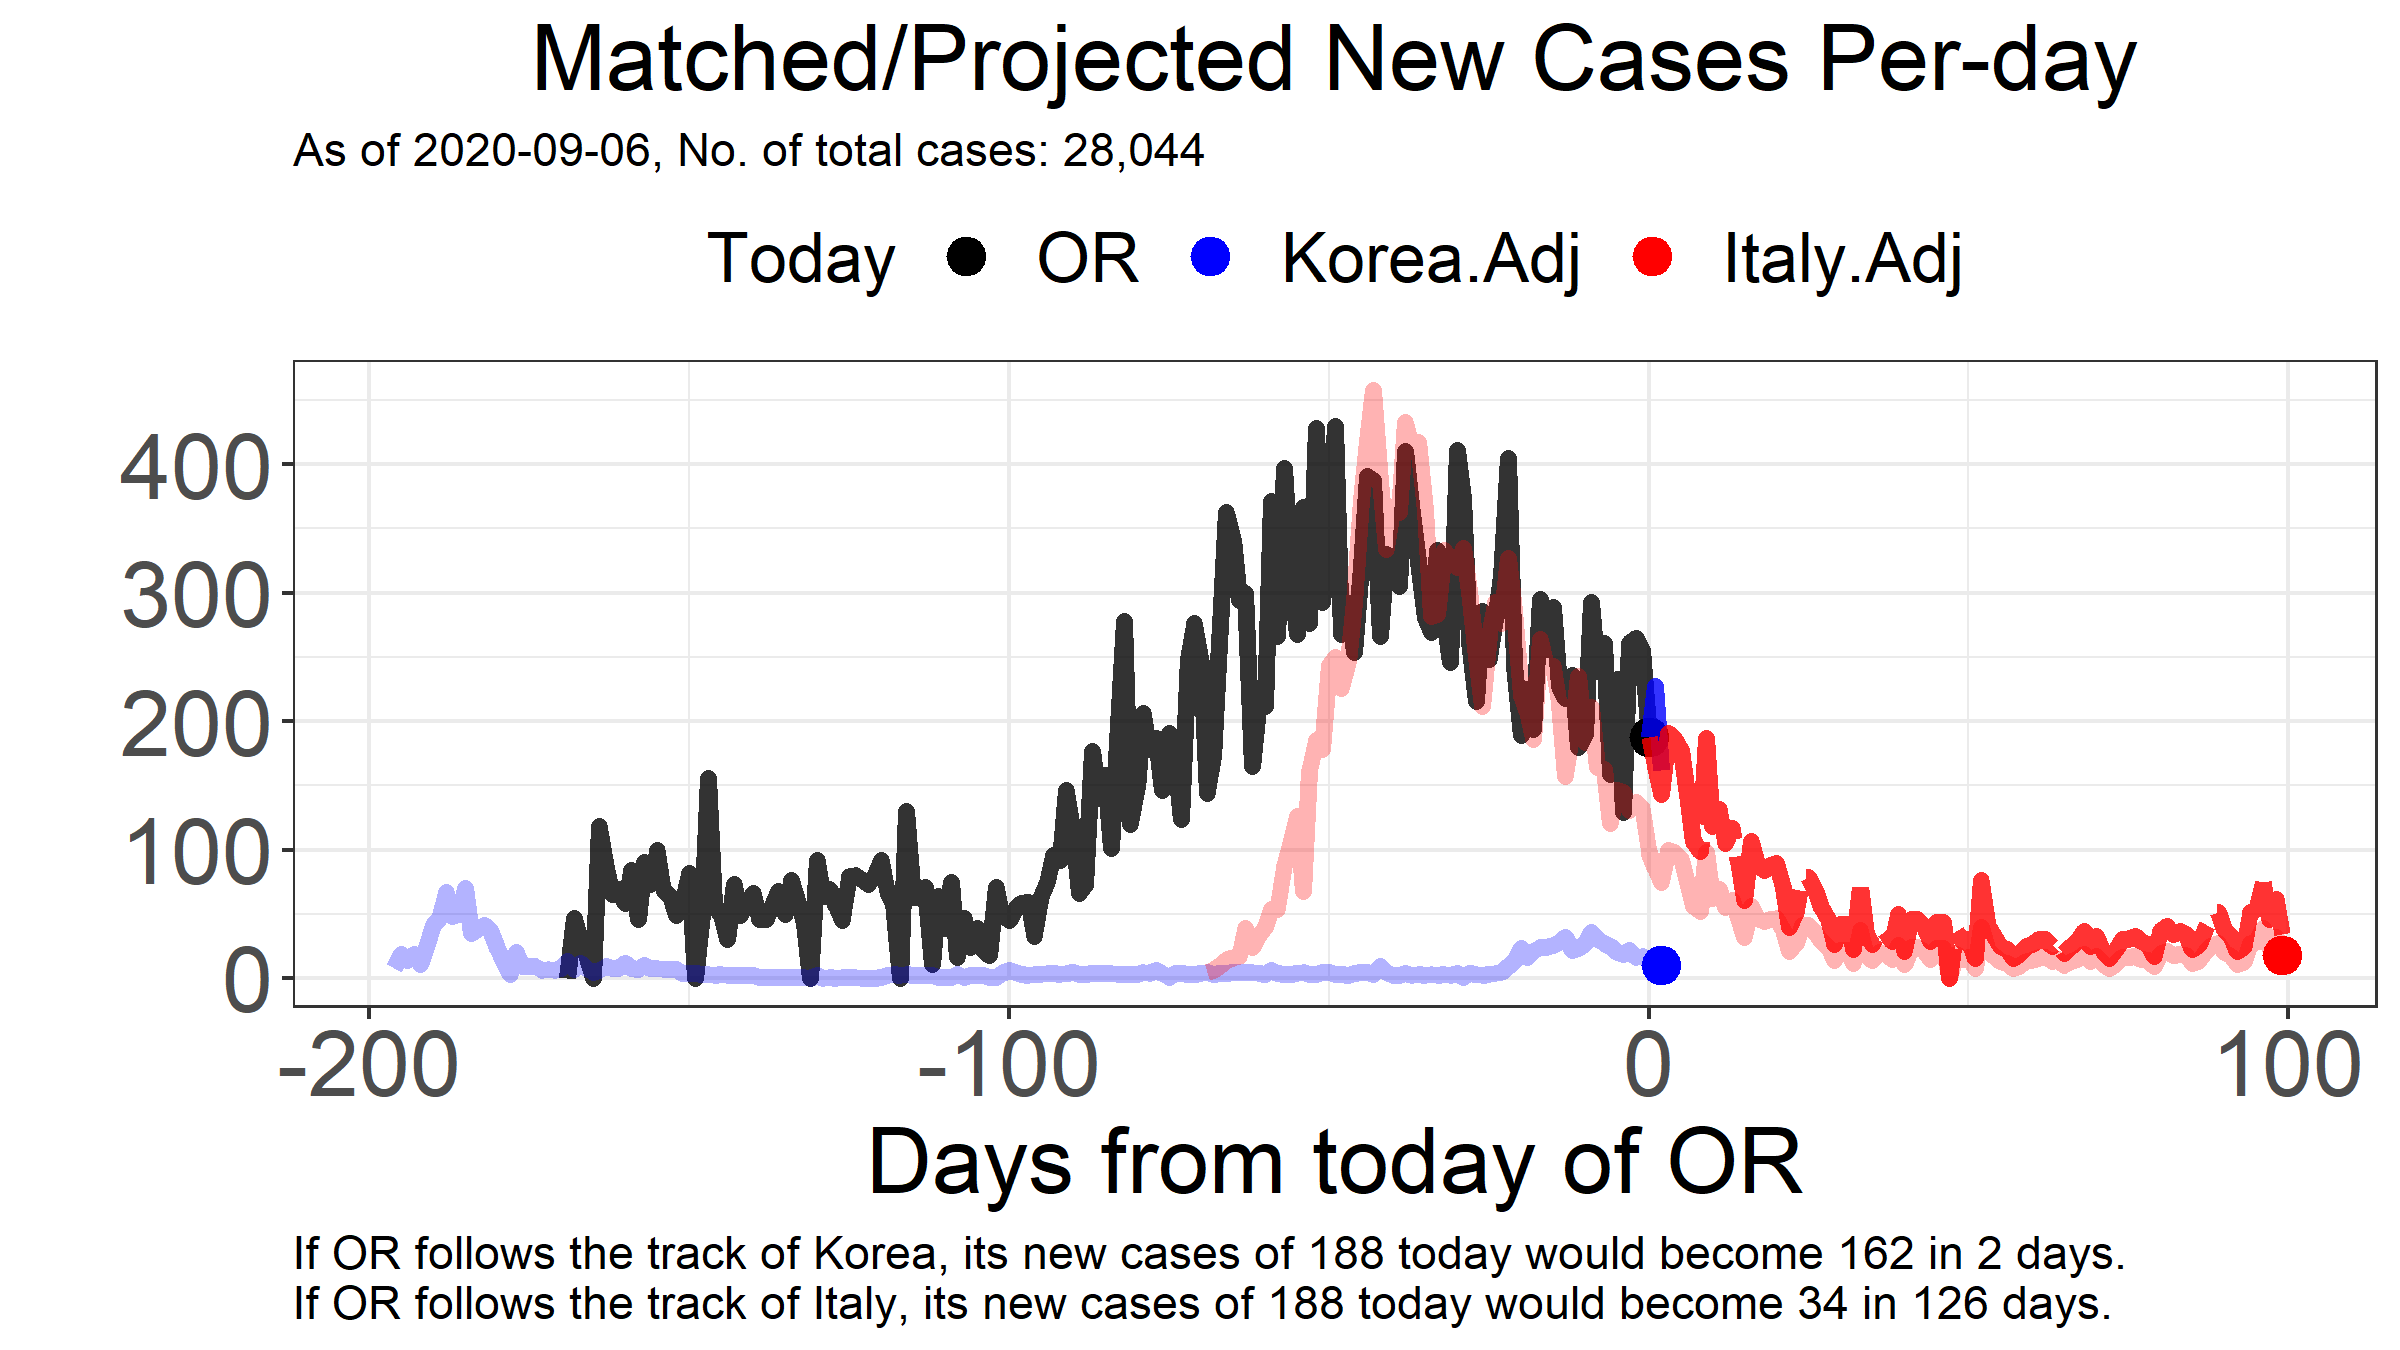 Matched/Projected New Cases Per-day
As of 2020-09-06, No. of total cases: 28,044
Today OR Korea.Adj Italy.Adj
400
300
200
100
0
-200 -100 0 100
Days from today of OR
If OR follows the track of Korea, its new cases of 188 today would become 162 in 2 days.
If OR follows the track of Italy, its new cases of 188 today would become 34 in 126 days.